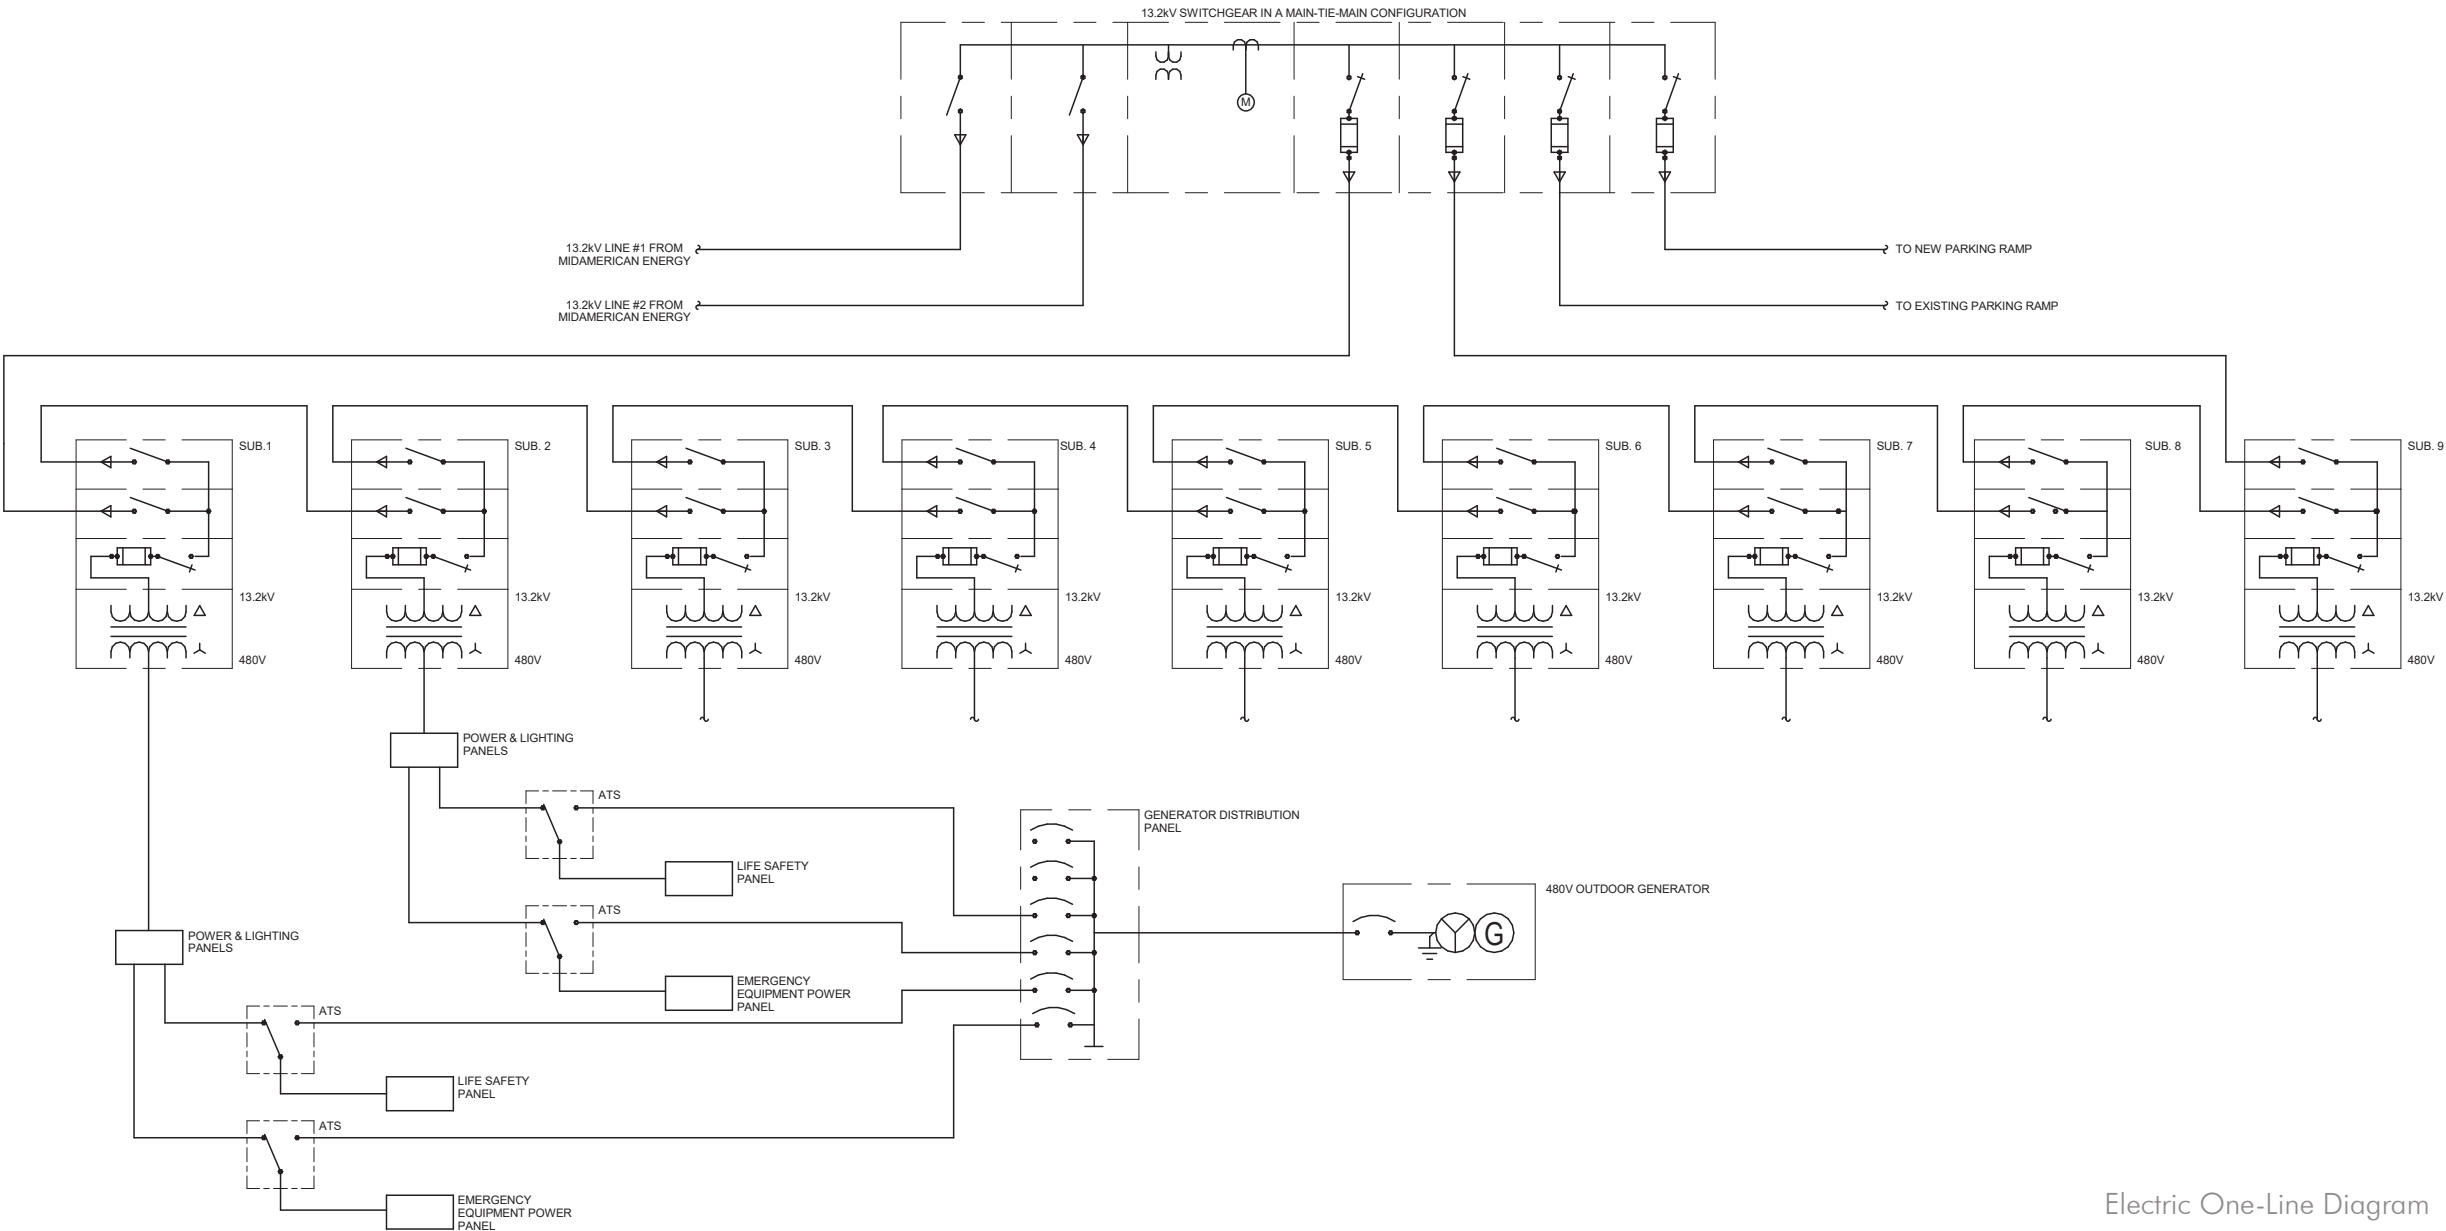 13.2kV SWITCHGEAR IN A MAIN-TIE-MAIN CONFIGURATION
M
13.2kV LINE #1 FROM
MIDAMERICAN ENERGY
TO NEW PARKING RAMP
13.2kV LINE #2 FROM
MIDAMERICAN ENERGY
TO EXISTING PARKING RAMP
SUB.1
SUB. 2
SUB. 3
SUB. 4
SUB. 5
SUB. 6
SUB. 7
SUB. 8
SUB. 9
13.2kV
13.2kV
13.2kV
13.2kV
13.2kV
13.2kV
13.2kV
13.2kV
13.2kV
480V
480V
480V
480V
480V
480V
480V
480V
480V
POWER & LIGHTING
PANELS
ATS
GENERATOR DISTRIBUTION
PANEL
LIFE SAFETY
PANEL
480V OUTDOOR GENERATOR
ATS
G
POWER & LIGHTING
PANELS
EMERGENCY
EQUIPMENT POWER
PANEL
ATS
LIFE SAFETY
PANEL
ATS
EMERGENCY
EQUIPMENT POWER
PANEL
Electric One-Line Diagram